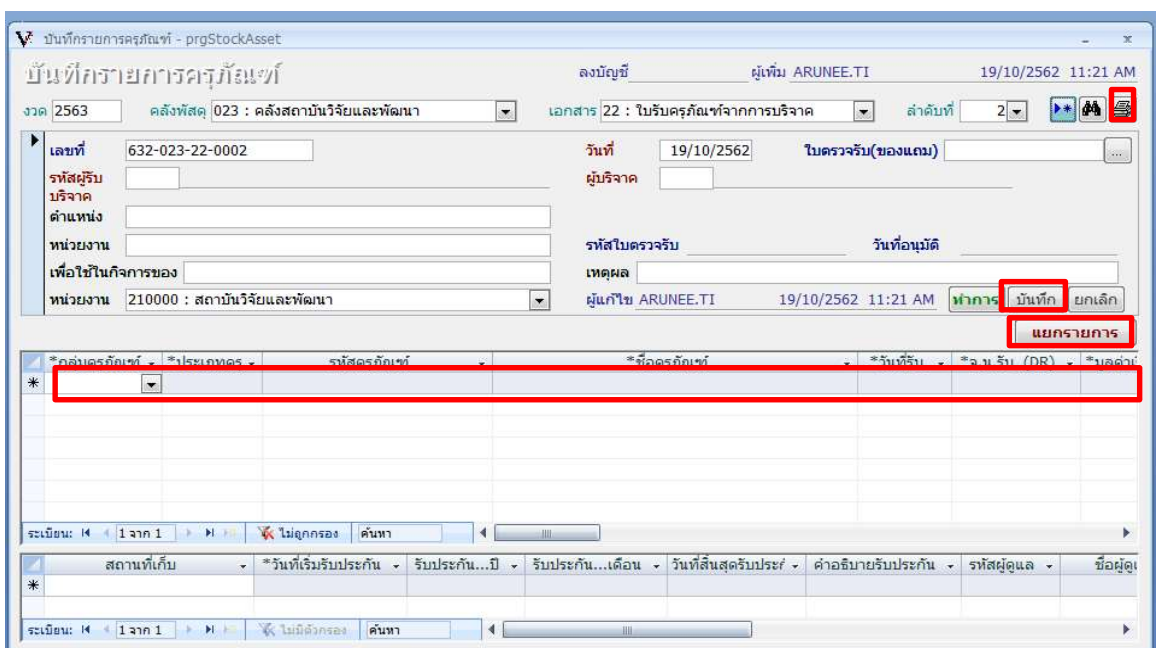 บันทึกรายการครุภัณฑ์ - prgStockAsset
บันทึกรายการครุภัณฑ์ ลงบัญชี ผู้เพิ่ม ARUNEE.TI 19/10/2562 11:21 AM
งวด 2563 คลังพัสดุ 023 : คลังสถาบันวิจัยและพัฒนา เอกสาร 22 : ใบรับครุภัณฑ์จากการบริจาค ลำดับที่ 2
เลขที่ 632-023-22-0002 วันที่ 19/10/2562 ใบตรวจรับ(ของแถม) ...
รหัสผู้รับ ผู้บริจาค
บริจาค
ตำแหน่ง
หน่วยงาน รหัสใบตรวจรับ วันที่อนุมัติ
เพื่อใช้ในกิจการของ เหตุผล
หน่วยงาน 210000 : สถาบันวิจัยและพัฒนา ผู้แก้ไข ARUNEE.TI 19/10/2562 11:21 AM ทำการ บันทึก ยกเลิก
แยกรายการ
*กลุ่มครุภัณฑ์ *ประเภทคร รหัสครุภัณฑ์ *ชื่อครุภัณฑ์ *วันที่รับ *จ.น.รับ (DR) *มูลค่า
ระเบียน: 1 จาก 1 ไม่ถูกกรอง ค้นหา
สถานที่เก็บ *วันที่เริ่มรับประกัน รับประกัน...ปี รับประกัน...เดือน วันที่สิ้นสุดรับประ คำอธิบายรับประกัน รหัสผู้ดูแล ชื่อผู้ดู
ระเบียน: 1 จาก 1 ไม่มีตัวกรอง ค้นหา